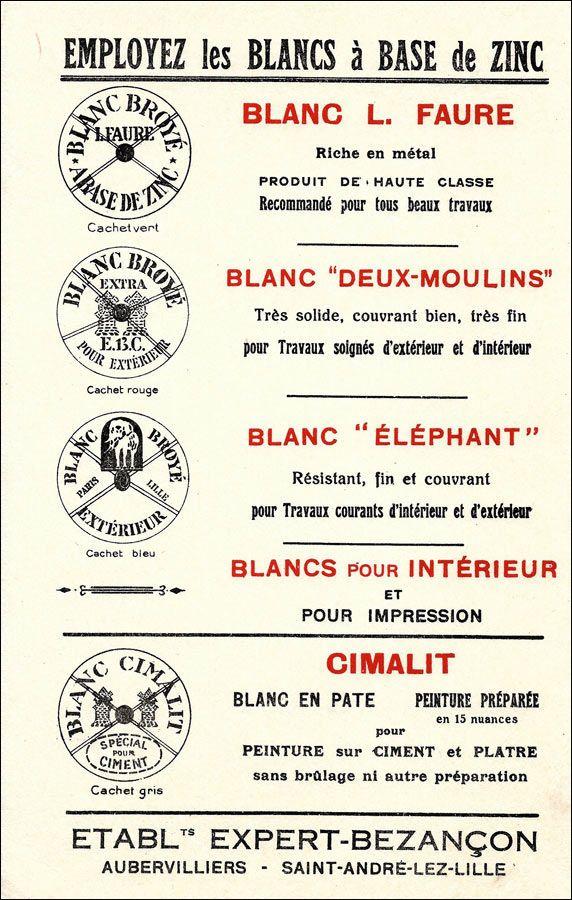 EMPLOYEZ les BLANCS à BASE de ZINC
BLANC BROYÉ
L. FAURE
A BASE DE ZINC
Cachet vert
BLANC L. FAURE
Riche en métal
PRODUIT DE HAUTE CLASSE
Recommandé pour tous beaux travaux
BLANC BROYÉ
EXTRA
E.B.C.
POUR EXTÉRIEUR
Cachet rouge
BLANC "DEUX-MOULINS"
Très solide, couvrant bien, très fin
pour Travaux soignés d'extérieur et d'intérieur
BLANC BROYÉ
PARIS LILLE
EXTÉRIEUR
Cachet bleu
BLANC "ÉLÉPHANT"
Résistant, fin et couvrant
pour Travaux courants d'intérieur et d'extérieur
BLANCS POUR INTÉRIEUR
ET
POUR IMPRESSION
BLANC CIMALIT
SPÉCIAL
POUR
CIMENT
Cachet gris
CIMALIT
BLANC EN PATE PEINTURE PRÉPARÉE
en 15 nuances
pour
PEINTURE sur CIMENT et PLATRE
sans brûlage ni autre préparation
ETABLTS EXPERT-BEZANÇON
AUBERVILLIERS - SAINT-ANDRÉ-LEZ-LILLE